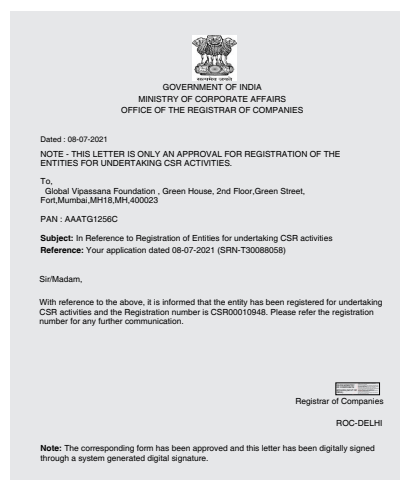 सत्यमेव जयते
GOVERNMENT OF INDIA
MINISTRY OF CORPORATE AFFAIRS
OFFICE OF THE REGISTRAR OF COMPANIES
Dated : 08-07-2021
NOTE - THIS LETTER IS ONLY AN APPROVAL FOR REGISTRATION OF THE
ENTITIES FOR UNDERTAKING CSR ACTIVITIES.
To,
Global Vipassana Foundation , Green House, 2nd Floor,Green Street,
Fort,Mumbai,MH18,MH,400023
PAN : AAATG1256C
Subject: In Reference to Registration of Entities for undertaking CSR activities
Reference: Your application dated 08-07-2021 (SRN-T30088058)
Sir/Madam,
With reference to the above, it is informed that the entity has been registered for undertaking
CSR activities and the Registration number is CSR00010948. Please refer the registration
number for any further communication.
Registrar of Companies
ROC-DELHI
Note: The corresponding form has been approved and this letter has been digitally signed
through a system generated digital signature.